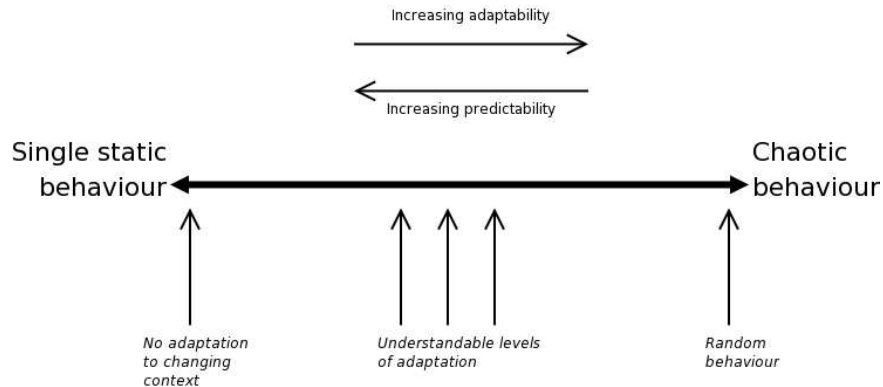 Increasing adaptability
Increasing predictability
Single static
behaviour
Chaotic
behaviour
No adaptation
to changing
context
Understandable levels
of adaptation
Random
behaviour